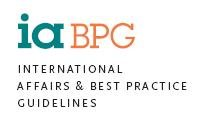 ia BPG
INTERNATIONAL
AFFAIRS & BEST PRACTICE
GUIDELINES